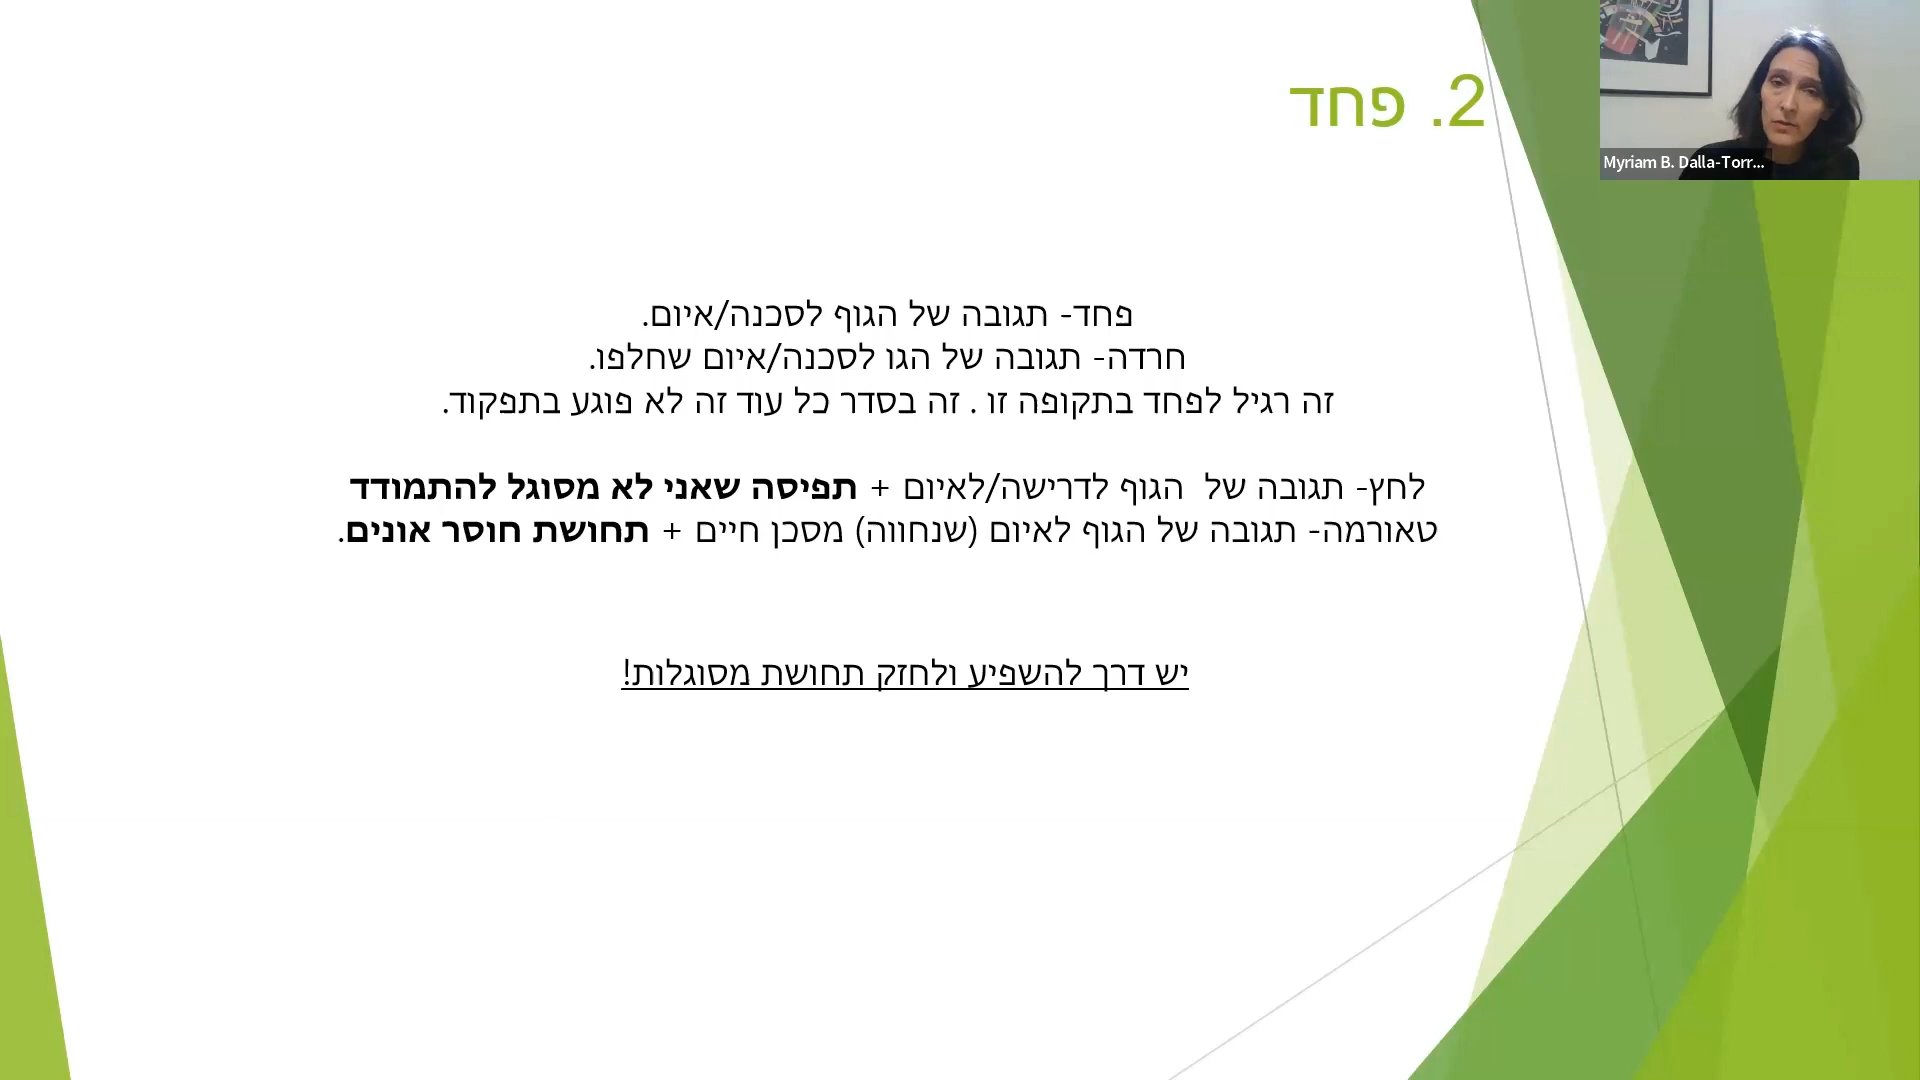 2. פחד
Myriam B. Dalla-Torr...
פחד- תגובה של הגוף לסכנה/איום.
חרדה- תגובה של הגו לסכנה/איום שחלפו.
זה רגיל לפחד בתקופה זו . זה בסדר כל עוד זה לא פוגע בתפקוד.
לחץ- תגובה של  הגוף לדרישה/לאיום + תפיסה שאני לא מסוגל להתמודד
טאורמה- תגובה של הגוף לאיום (שנחווה) מסכן חיים + תחושת חוסר אונים.
יש דרך להשפיע ולחזק תחושת מסוגלות!